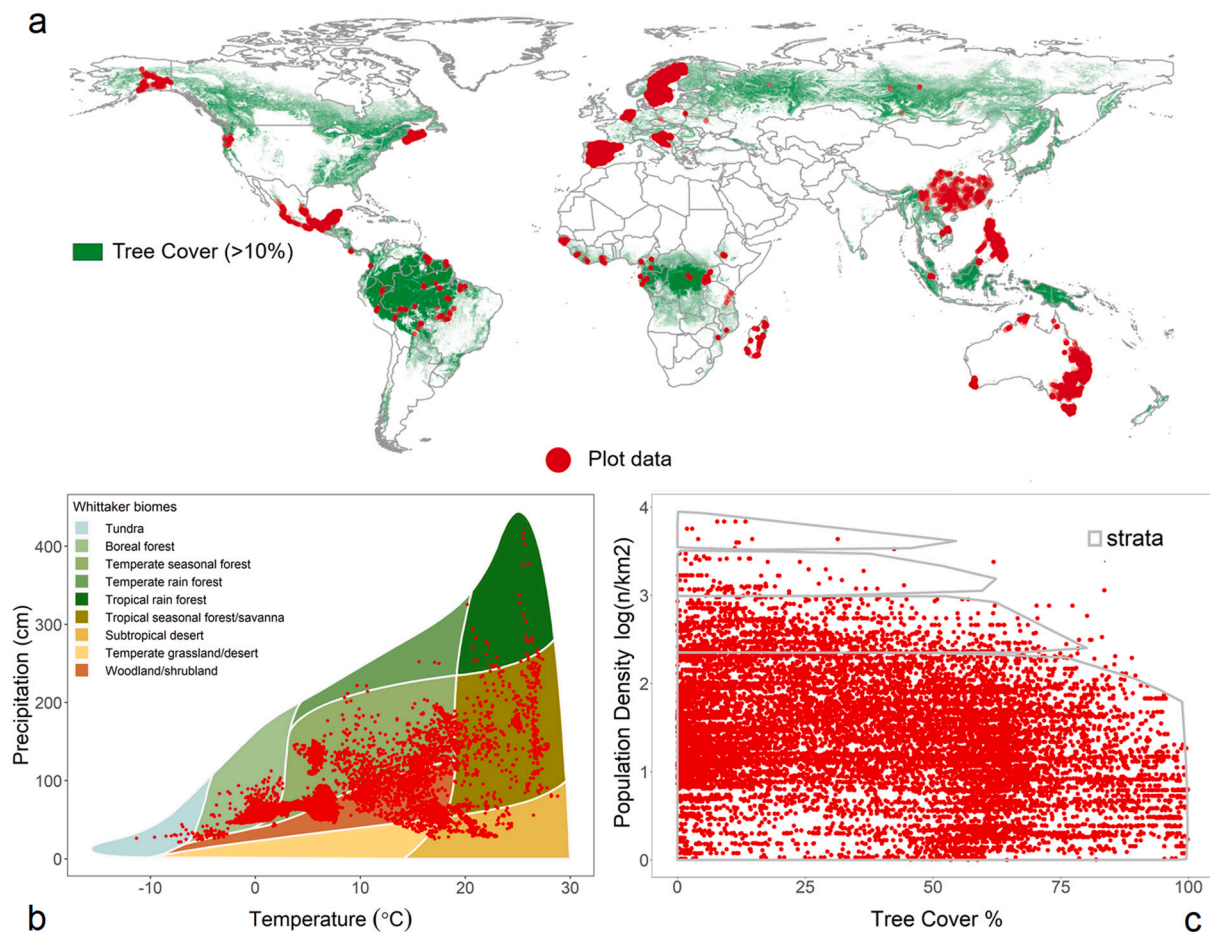 a
Tree Cover (>10%)
Plot data
Whittaker biomes
Tundra
Boreal forest
Temperate seasonal forest
Temperate rain forest
Tropical rain forest
Tropical seasonal forest/savanna
Subtropical desert
Temperate grassland/desert
Woodland/shrubland
Precipitation (cm)
400
300
200
100
0
-10
0
10
20
30
Temperature (°C)
b
strata
Population Density log(n/km2)
4
3
2
1
0
0
25
50
75
100
Tree Cover %
c